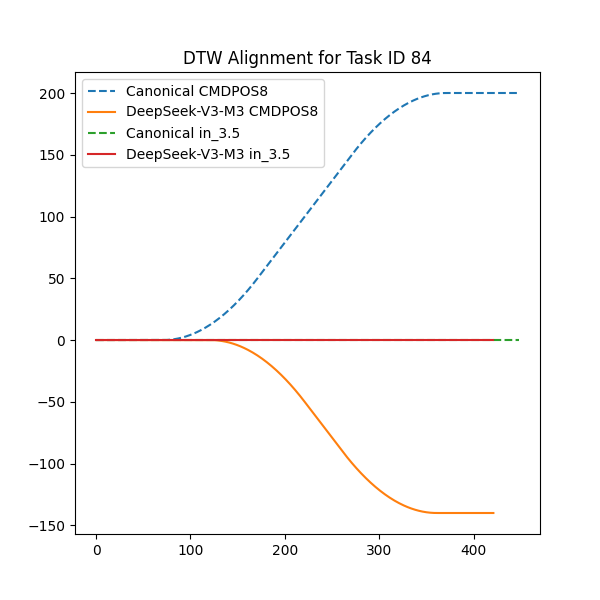 DTW Alignment for Task ID 84
Canonical CMDPOS8
DeepSeek-V3-M3 CMDPOS8
Canonical in_3.5
DeepSeek-V3-M3 in_3.5
200
150
100
50
0
−50
−100
−150
0 100 200 300 400